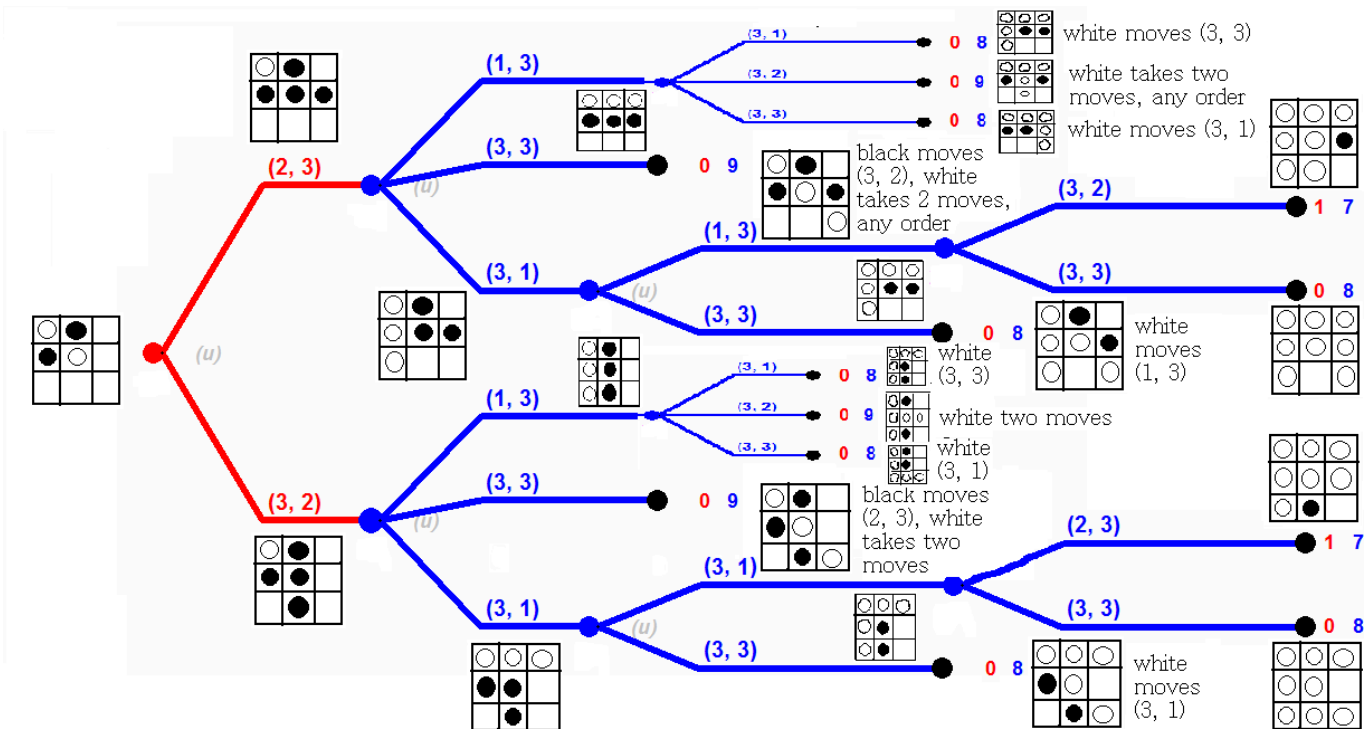 (3, 1)
0 8
white moves (3, 3)
(1, 3)
(3, 2)
0 9
white takes two
moves, any order
(3, 3)
0 8
white moves (3, 1)
(2, 3)
(u)
(3, 3)
0 9
black moves
(3, 2), white
takes 2 moves,
any order
(3, 2)
1 7
(1, 3)
(3, 1)
(u)
(3, 3)
0 8
(3, 3)
0 8
white
moves
(1, 3)
(u)
(3, 1)
0 8
white
(3, 3)
(1, 3)
(3, 2)
0 9
white two moves
(3, 3)
0 8
white
(3, 1)
(3, 2)
(u)
(3, 3)
0 9
black moves
(2, 3), white
takes two
moves
(2, 3)
1 7
(3, 1)
(3, 1)
(u)
(3, 3)
0 8
(3, 3)
0 8
white
moves
(3, 1)